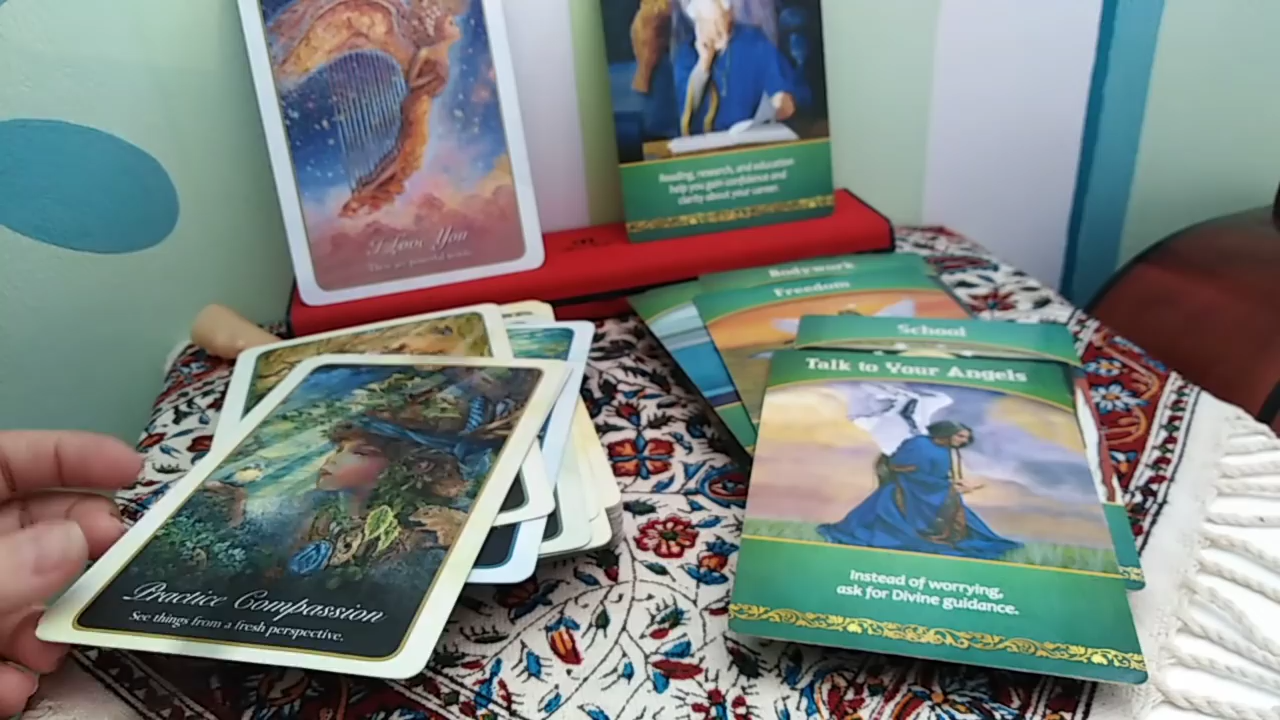 I Love You
Reading, research, and education
help you gain confidence and
clarity about your career.
Bodywork
Freedom
School
Talk to Your Angels
Instead of worrying,
ask for Divine guidance.
Practice Compassion
See things from a fresh perspective.